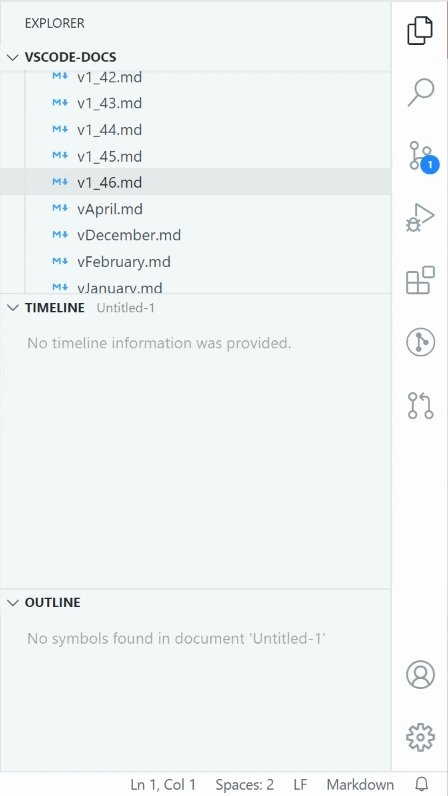 EXPLORER
VSCODE-DOCS
M↓ v1_42.md
M↓ v1_43.md
M↓ v1_44.md
M↓ v1_45.md
M↓ v1_46.md
M↓ vApril.md
M↓ vDecember.md
M↓ vFebruary.md
M↓ vJanuary.md
TIMELINE Untitled-1
No timeline information was provided.
OUTLINE
No symbols found in document 'Untitled-1'
1
Ln 1, Col 1 Spaces: 2 LF Markdown